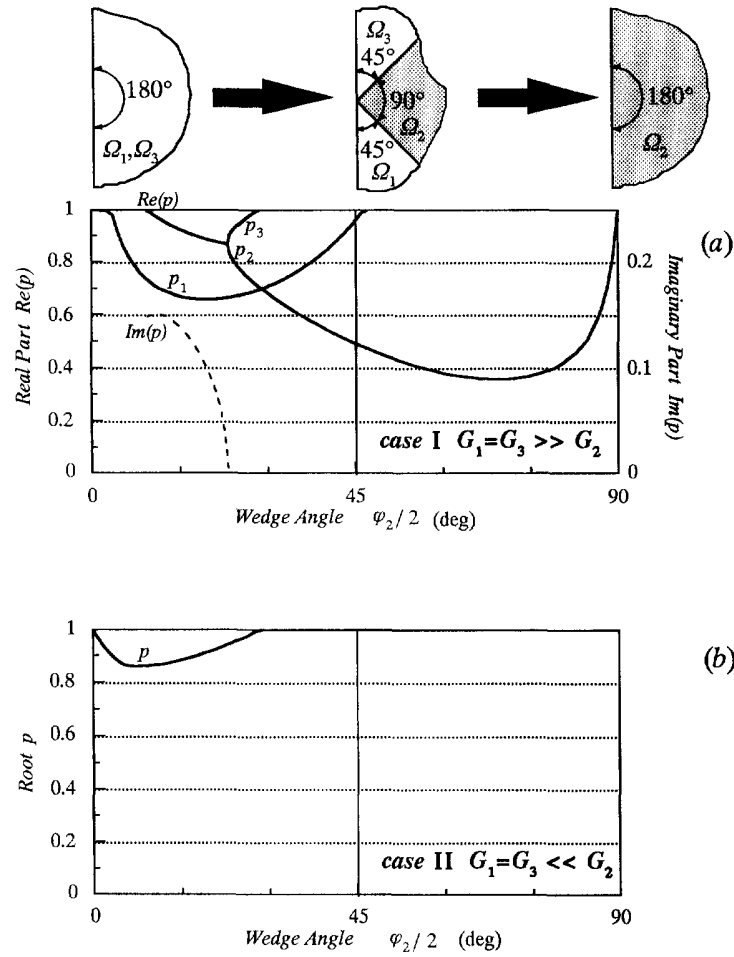 180°
Ω₁,Ω₃
Ω₃
45°
90°
Ω₂
45°
Ω₁
180°
Ω₂
(a)
Re(p)
p₃
p₂
p₁
Im(p)
Real Part Re(p)
1
0.8
0.6
0.4
0.2
0
Imaginary Part Im(p)
0.2
0.1
0
case I G₁=G₃ >> G₂
0 45 90
Wedge Angle φ₂/2 (deg)
(b)
p
Root p
1
0.8
0.6
0.4
0.2
0
case II G₁=G₃ << G₂
0 45 90
Wedge Angle φ₂/2 (deg)